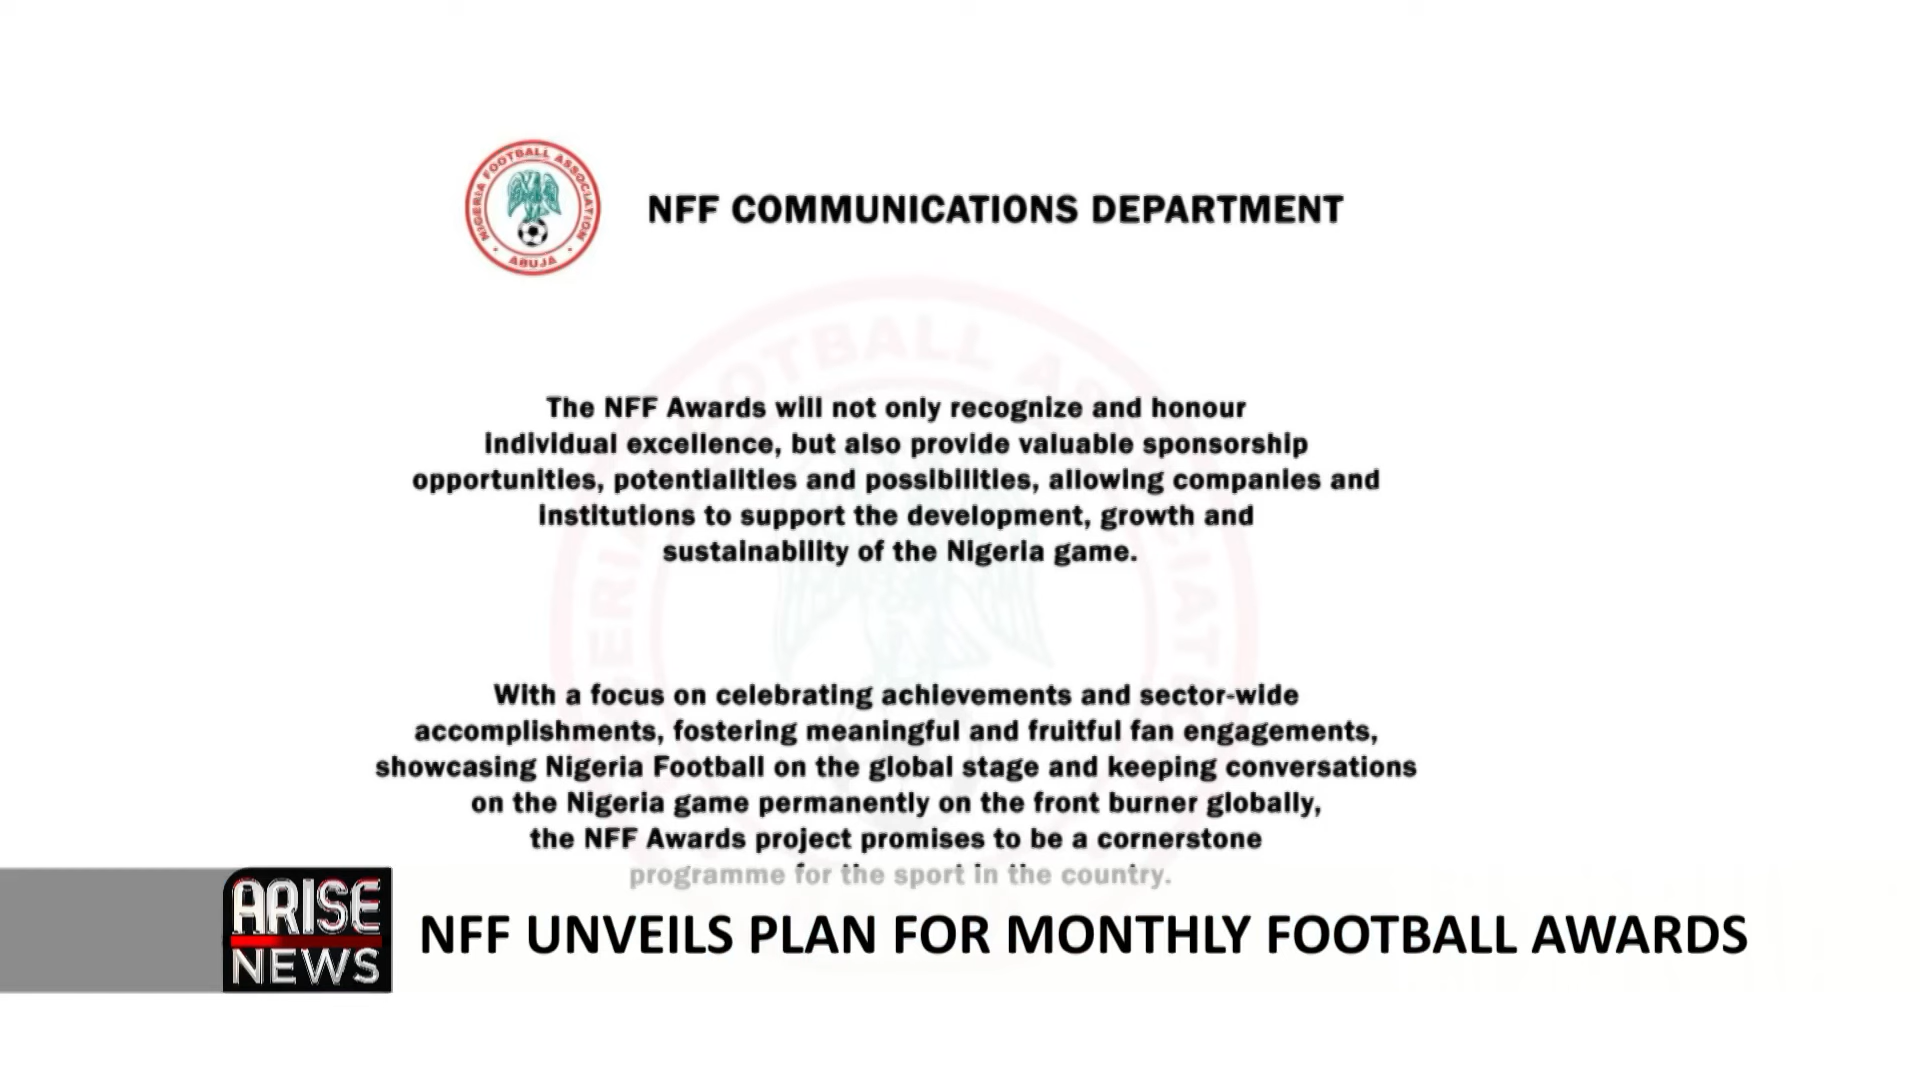 NIGERIA FOOTBALL ASSOCIATION
ABUJA
NFF COMMUNICATIONS DEPARTMENT
The NFF Awards will not only recognize and honour
individual excellence, but also provide valuable sponsorship
opportunities, potentialities and possibilities, allowing companies and
institutions to support the development, growth and
sustainability of the Nigeria game.
With a focus on celebrating achievements and sector-wide
accomplishments, fostering meaningful and fruitful fan engagements,
showcasing Nigeria Football on the global stage and keeping conversations
on the Nigeria game permanently on the front burner globally,
the NFF Awards project promises to be a cornerstone
programme for the sport in the country.
ARISE
NEWS
NFF UNVEILS PLAN FOR MONTHLY FOOTBALL AWARDS